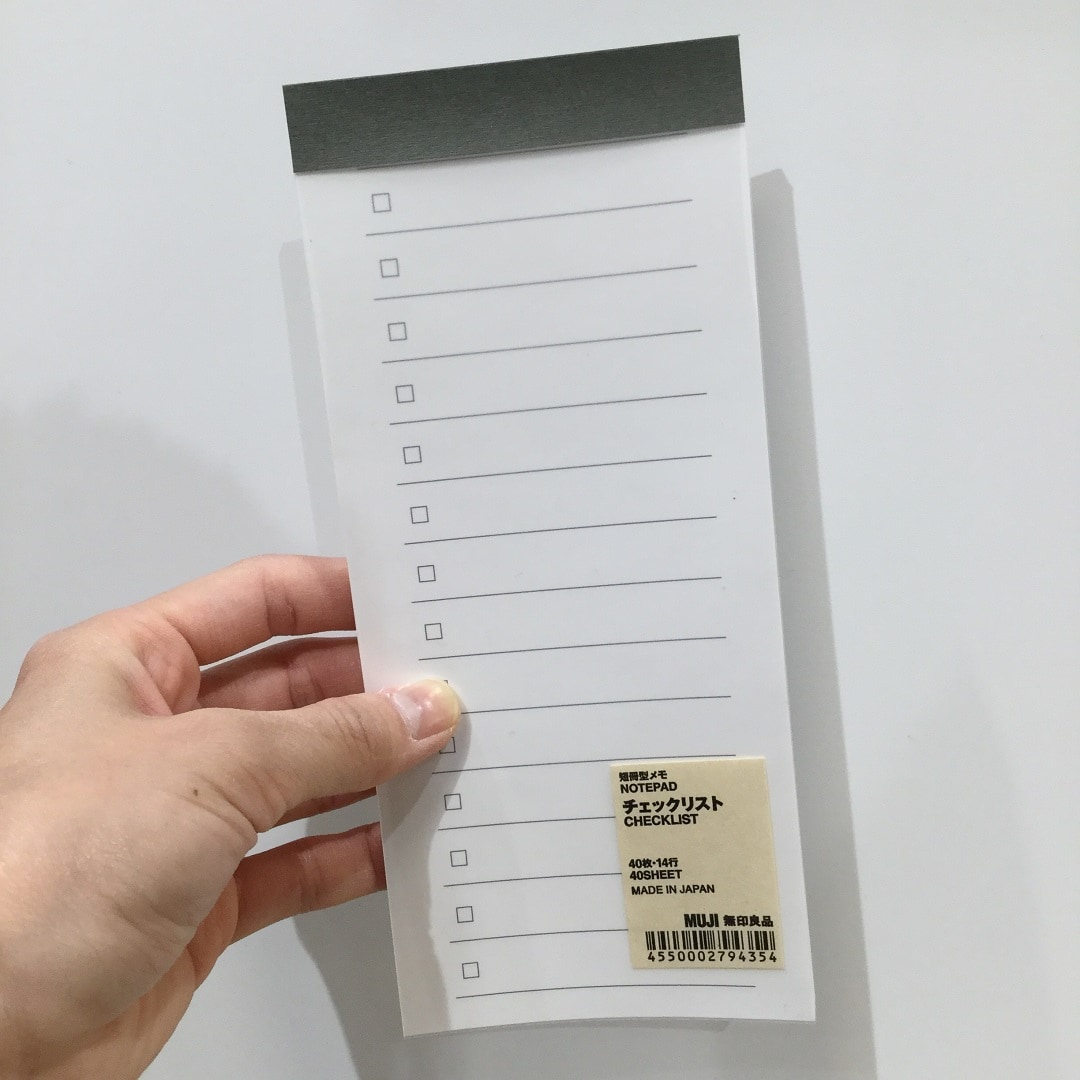 短冊型メモ
NOTEPAD
チェックリスト
CHECKLIST
40枚・14行
40SHEET
MADE IN JAPAN
MUJI 無印良品
4550002794354